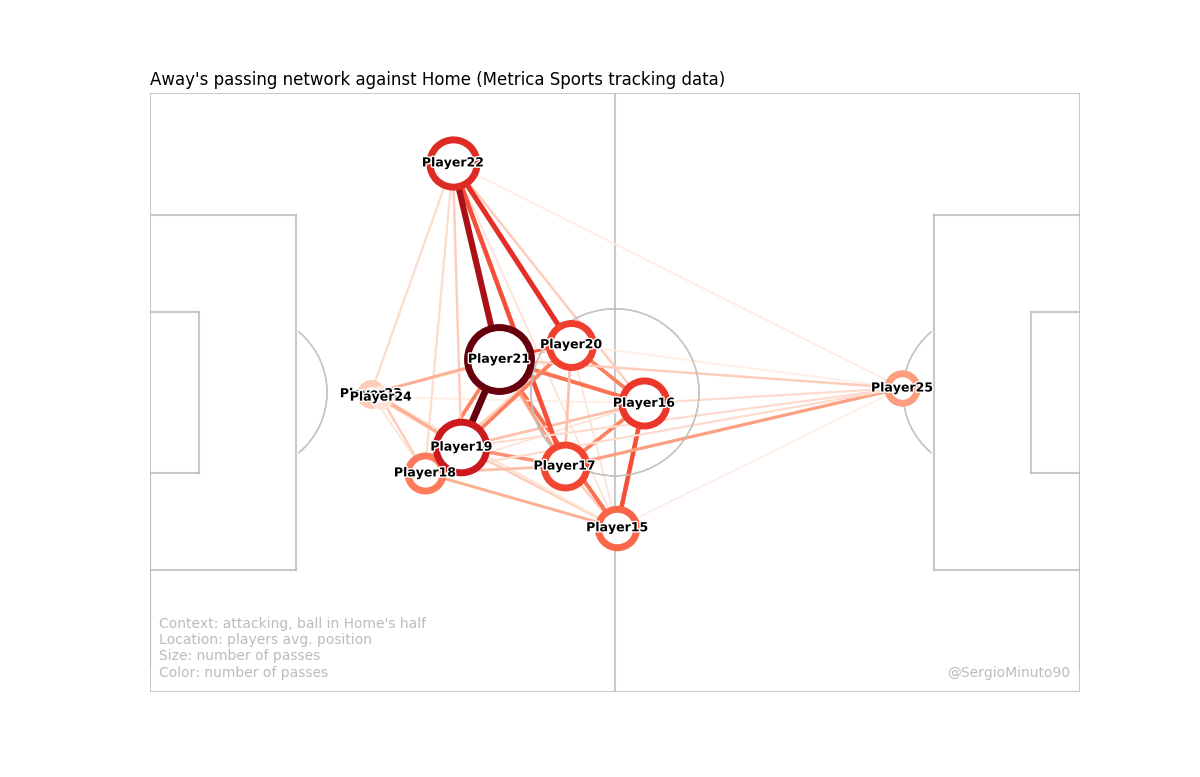 Away's passing network against Home (Metrica Sports tracking data)
Player22
Player20
Player21
Player25
Player24
Player16
Player19
Player17
Player18
Player15
Context: attacking, ball in Home's half
Location: players avg. position
Size: number of passes
Color: number of passes
@SergioMinuto90